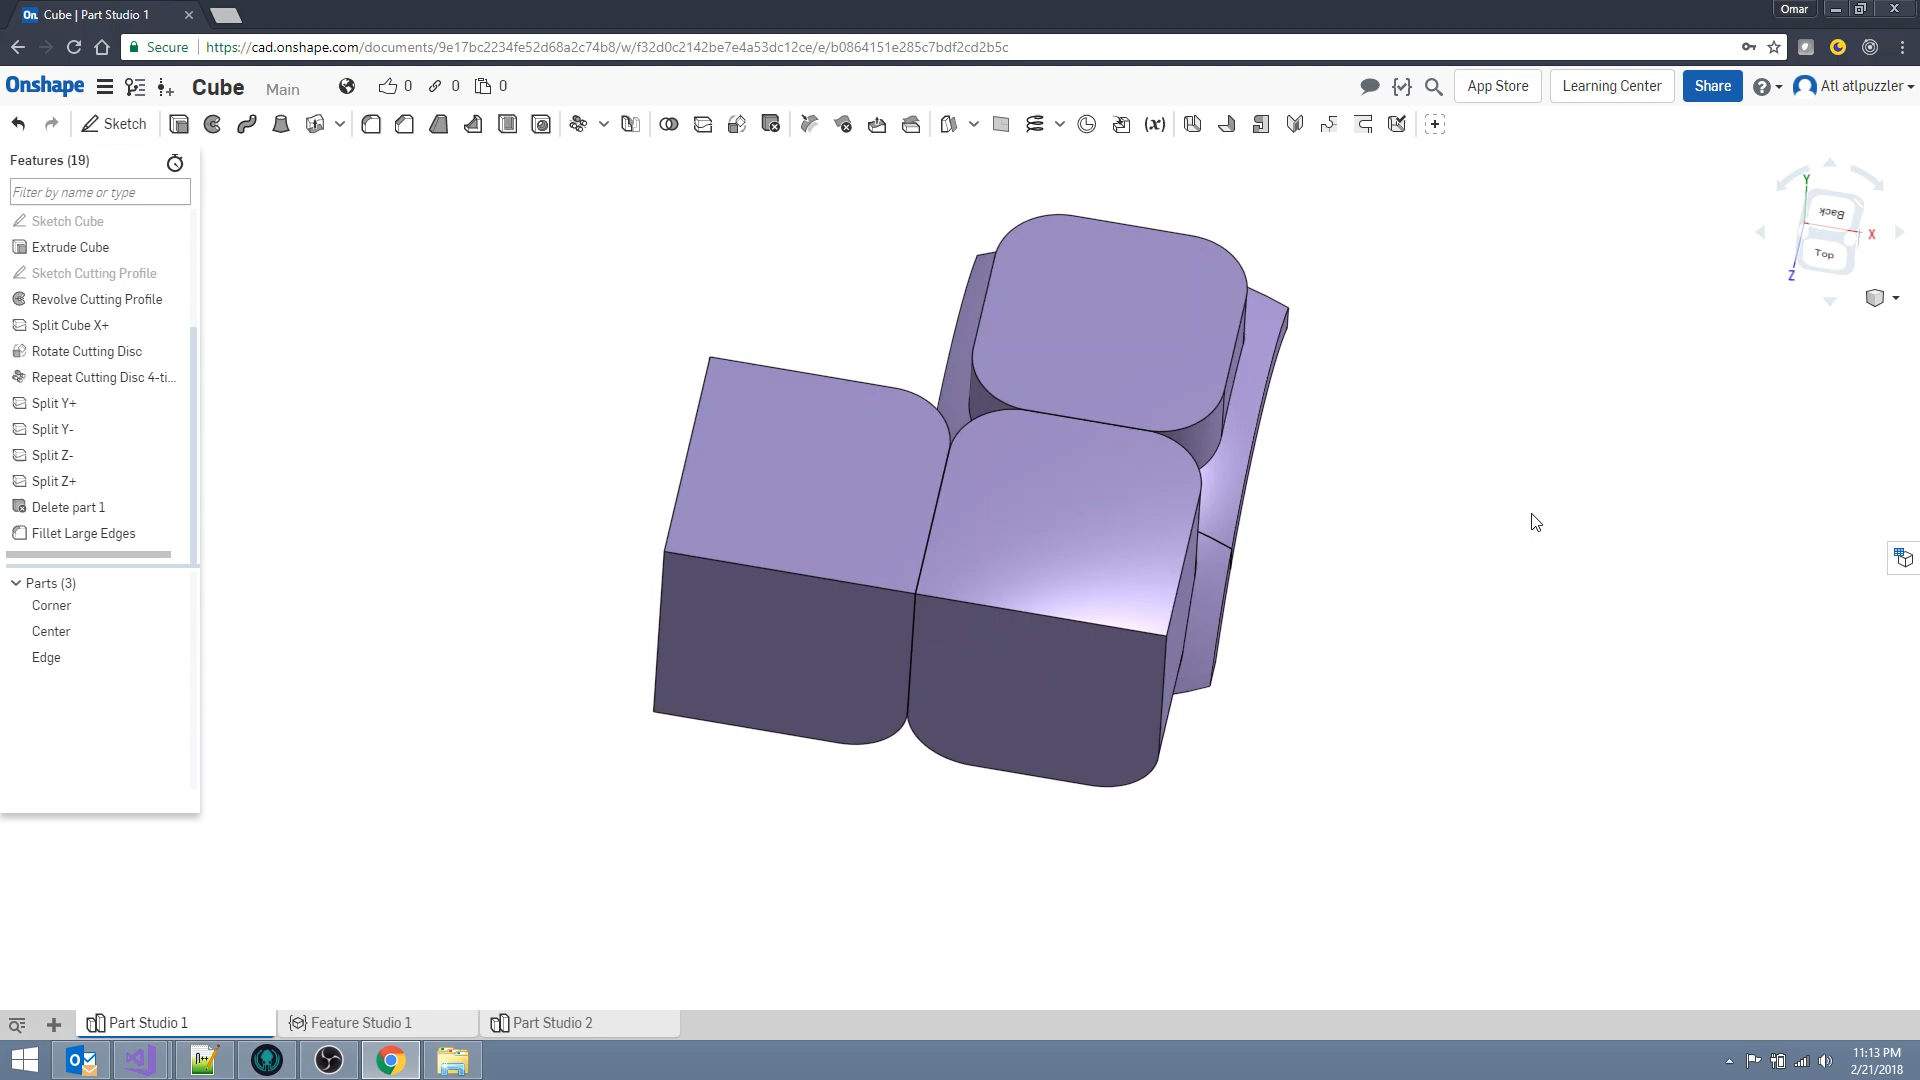 On. Cube | Part Studio 1
Omar
Secure https://cad.onshape.com/documents/9e17bc2234fe52d68a2c74b8/w/f32d0c2142be7e4a53dc12ce/e/b0864151e285c7bdf2cd2b5c
Onshape Cube Main 0 0 0 App Store Learning Center Share Atl atlpuzzler
Sketch (x)
Features (19)
Filter by name or type
Sketch Cube
Extrude Cube
Sketch Cutting Profile
Revolve Cutting Profile
Split Cube X+
Rotate Cutting Disc
Repeat Cutting Disc 4-ti...
Split Y+
Split Y-
Split Z-
Split Z+
Delete part 1
Fillet Large Edges
Parts (3)
Corner
Center
Edge
Y
Back
X
Top
Z
Part Studio 1 Feature Studio 1 Part Studio 2
11:13 PM
2/21/2018